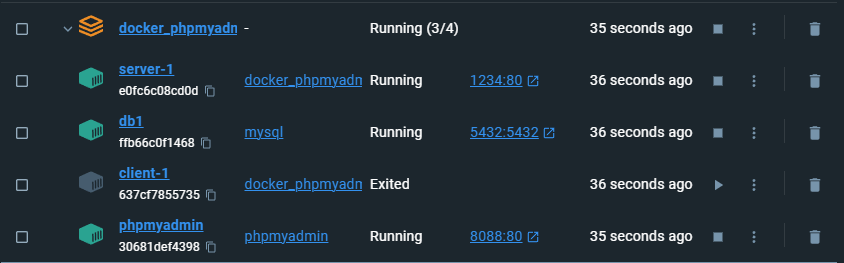 docker_phpmyadn - Running (3/4) 35 seconds ago
server-1
e0fc6c08cd0d docker_phpmyadn Running 1234:80 36 seconds ago
db1
ffb66c0f1468 mysql Running 5432:5432 36 seconds ago
client-1
637cf7855735 docker_phpmyadn Exited 36 seconds ago
phpmyadmin
30681def4398 phpmyadmin Running 8088:80 35 seconds ago